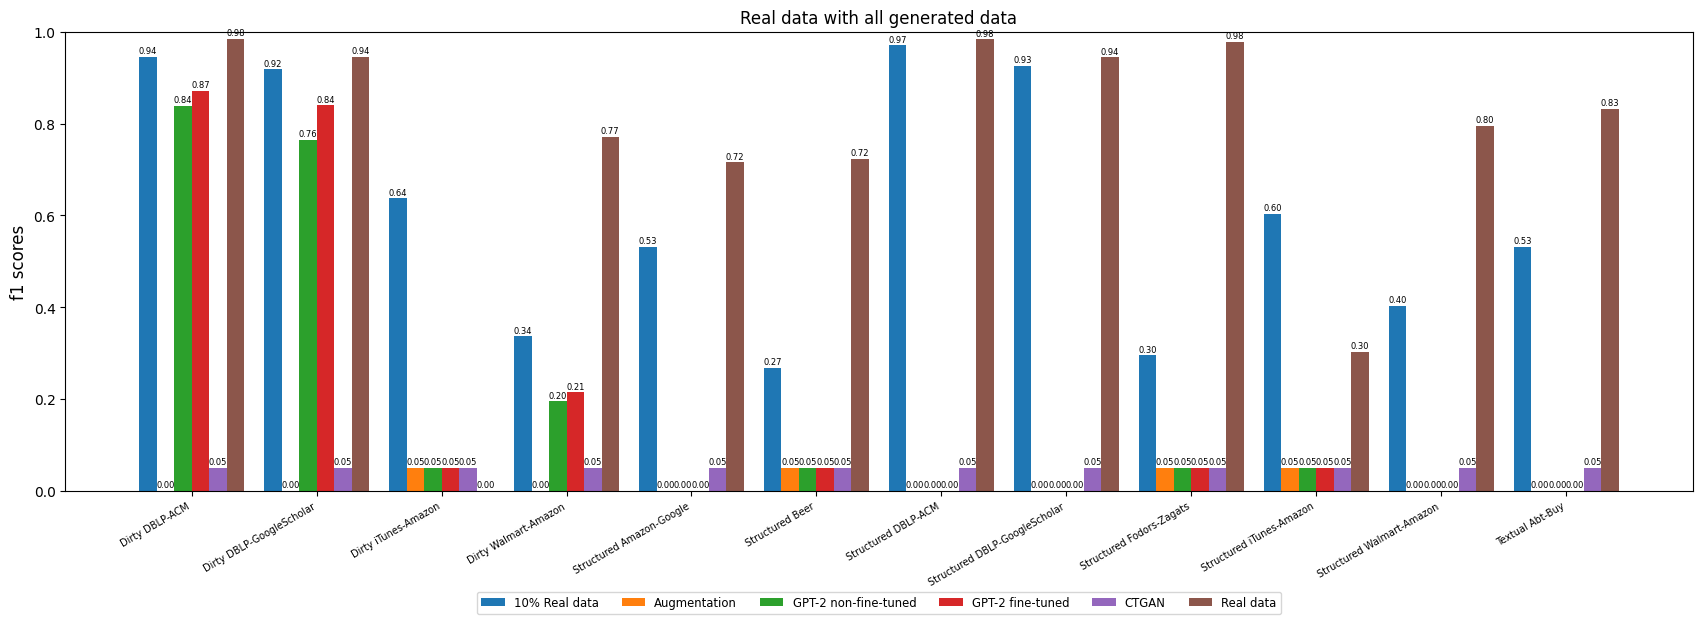 Real data with all generated data
f1 scores
1.0
0.8
0.6
0.4
0.2
0.0
0.94 0.00 0.84 0.87 0.05 0.98
0.92 0.00 0.76 0.84 0.05 0.94
0.64 0.05 0.05 0.05 0.05 0.00
0.34 0.00 0.20 0.21 0.05 0.77
0.53 0.00 0.00 0.00 0.05 0.72
0.27 0.05 0.05 0.05 0.05 0.72
0.97 0.00 0.00 0.00 0.05 0.98
0.93 0.00 0.00 0.00 0.05 0.94
0.30 0.05 0.05 0.05 0.05 0.98
0.60 0.05 0.05 0.05 0.05 0.30
0.40 0.00 0.00 0.00 0.05 0.80
0.53 0.00 0.00 0.00 0.05 0.83
Dirty DBLP-ACM
Dirty DBLP-GoogleScholar
Dirty iTunes-Amazon
Dirty Walmart-Amazon
Structured Amazon-Google
Structured Beer
Structured DBLP-ACM
Structured DBLP-GoogleScholar
Structured Fodors-Zagats
Structured iTunes-Amazon
Structured Walmart-Amazon
Textual Abt-Buy
10% Real data Augmentation GPT-2 non-fine-tuned GPT-2 fine-tuned CTGAN Real data